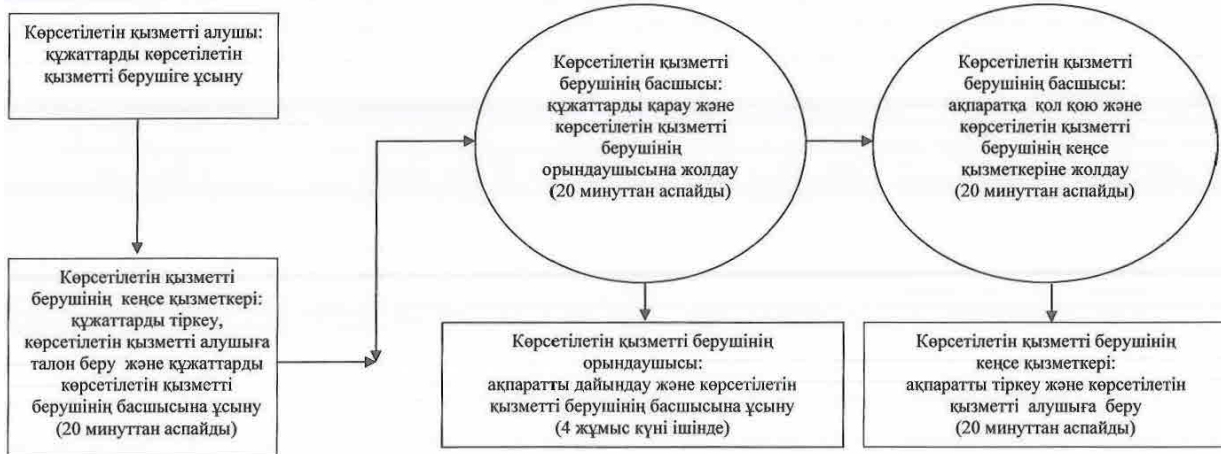 Көрсетілетін қызметті алушы:
құжаттарды көрсетілетін
қызметті берушіге ұсыну
Көрсетілетін қызметті
берушінің кеңсе қызметкері:
құжаттарды тіркеу,
көрсетілетін қызметті алушыға
талон беру және құжаттарды
көрсетілетін қызметті
берушінің басшысына ұсыну
(20 минуттан аспайды)
Көрсетілетін қызметті
берушінің басшысы:
құжаттарды қарау және
көрсетілетін қызметті
берушінің
орындаушысына жолдау
(20 минуттан аспайды)
Көрсетілетін қызметті берушінің
орындаушысы:
ақпаратты дайындау және көрсетілетін
қызметті берушінің басшысына ұсыну
(4 жұмыс күні ішінде)
Көрсетілетін қызметті
берушінің басшысы:
ақпаратқа қол қою және
көрсетілетін қызметті
берушінің кеңсе
қызметкеріне жолдау
(20 минуттан аспайды)
Көрсетілетін қызметті берушінің
кеңсе қызметкері:
ақпаратты тіркеу және көрсетілетін
қызметті алушыға беру
(20 минуттан аспайды)